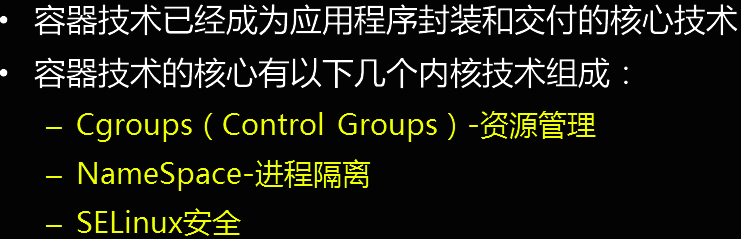 • 容器技术已经成为应用程序封装和交付的核心技术
• 容器技术的核心有以下几个内核技术组成：
– Cgroups（Control Groups）-资源管理
– NameSpace-进程隔离
– SELinux安全